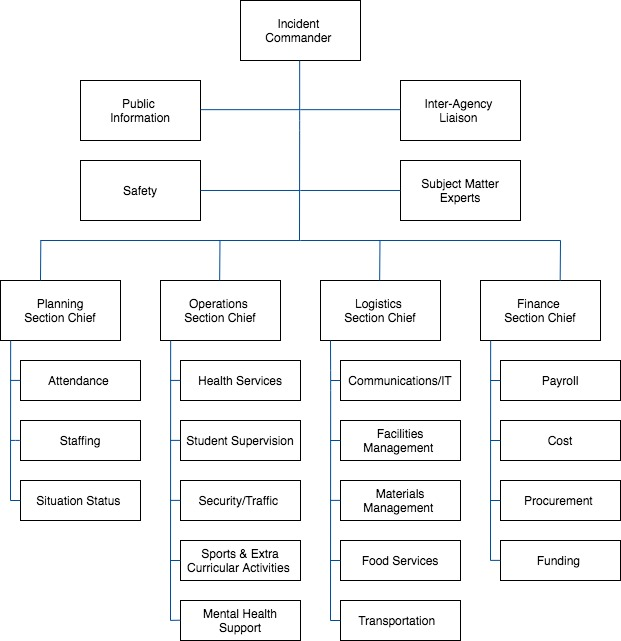 Incident
Commander
Public
Information
Inter-Agency
Liaison
Safety
Subject Matter
Experts
Planning
Section Chief
Operations
Section Chief
Logistics
Section Chief
Finance
Section Chief
Attendance
Staffing
Situation Status
Health Services
Student Supervision
Security/Traffic
Sports & Extra
Curricular Activities
Mental Health
Support
Communications/IT
Facilities
Management
Materials
Management
Food Services
Transportation
Payroll
Cost
Procurement
Funding